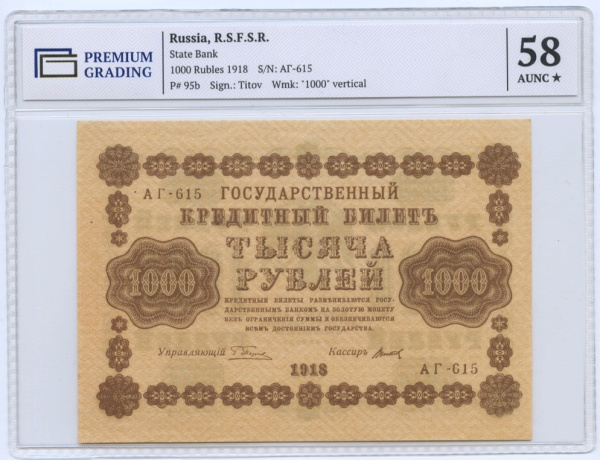 PREMIUM
GRADING
Russia, R.S.F.S.R.
State Bank
1000 Rubles 1918 S/N: АГ-615
P# 95b Sign.: Titov Wmk: "1000" vertical
58
AUNC ★
АГ-615 ГОСУДАРСТВЕННЫЙ
КРЕДИТНЫЙ БИЛЕТЪ
ТЫСЯЧА
РУБЛЕЙ
1000
1000
КРЕДИТНЫЕ БИЛЕТЫ РАЗМѢНИВАЮТСЯ ГОСУ-
ДАРСТВЕННЫМЪ БАНКОМЪ НА ЗОЛОТУЮ МОНЕТУ
БЕЗЪ ОГРАНИЧЕНІЯ СУММЫ И ОБЕЗПЕЧИВАЮТСЯ
ВСѢМЪ ДОСТОЯНІЕМЪ ГОСУДАРСТВА.
Управляющій
Кассиръ
1918
АГ-615